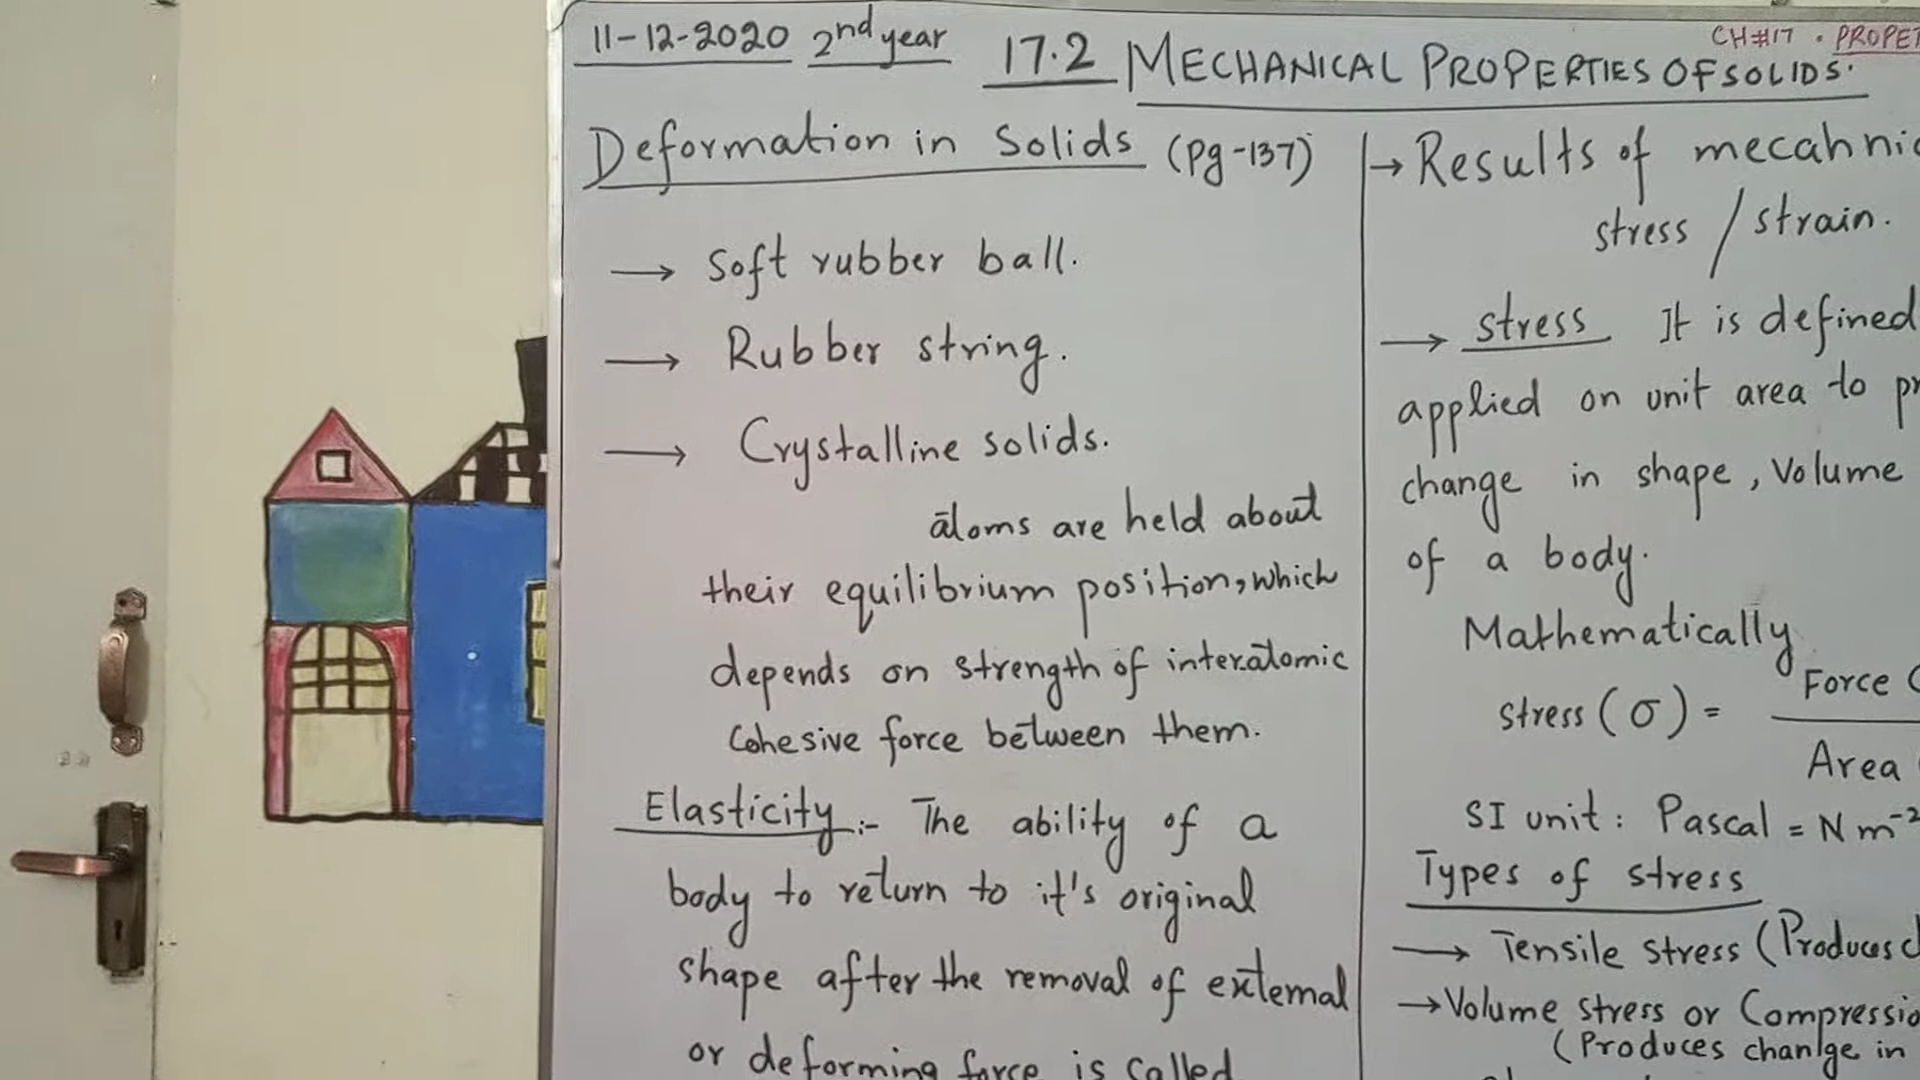 11-12-2020 2nd year 17.2 MECHANICAL PROPERTIES OF SOLIDS.
CH#17 . PROPET
Deformation in Solids (Pg-137)
→ Soft rubber ball.
→ Rubber string.
→ Crystalline solids.
atoms are held about
their equilibrium position, which
depends on strength of interatomic
Cohesive force between them.
Elasticity:- The ability of a
body to return to it's original
shape after the removal of external
or deforming force is called
→ Results of mecahnic
stress / strain.
→ stress It is defined
applied on unit area to pr
change in shape, Volume
of a body.
Mathematically
stress (σ) = Force (
Area
SI unit: Pascal = N m⁻²
Types of stress
→ Tensile stress (Produces c
→ Volume stress or Compressio
(Produces change in